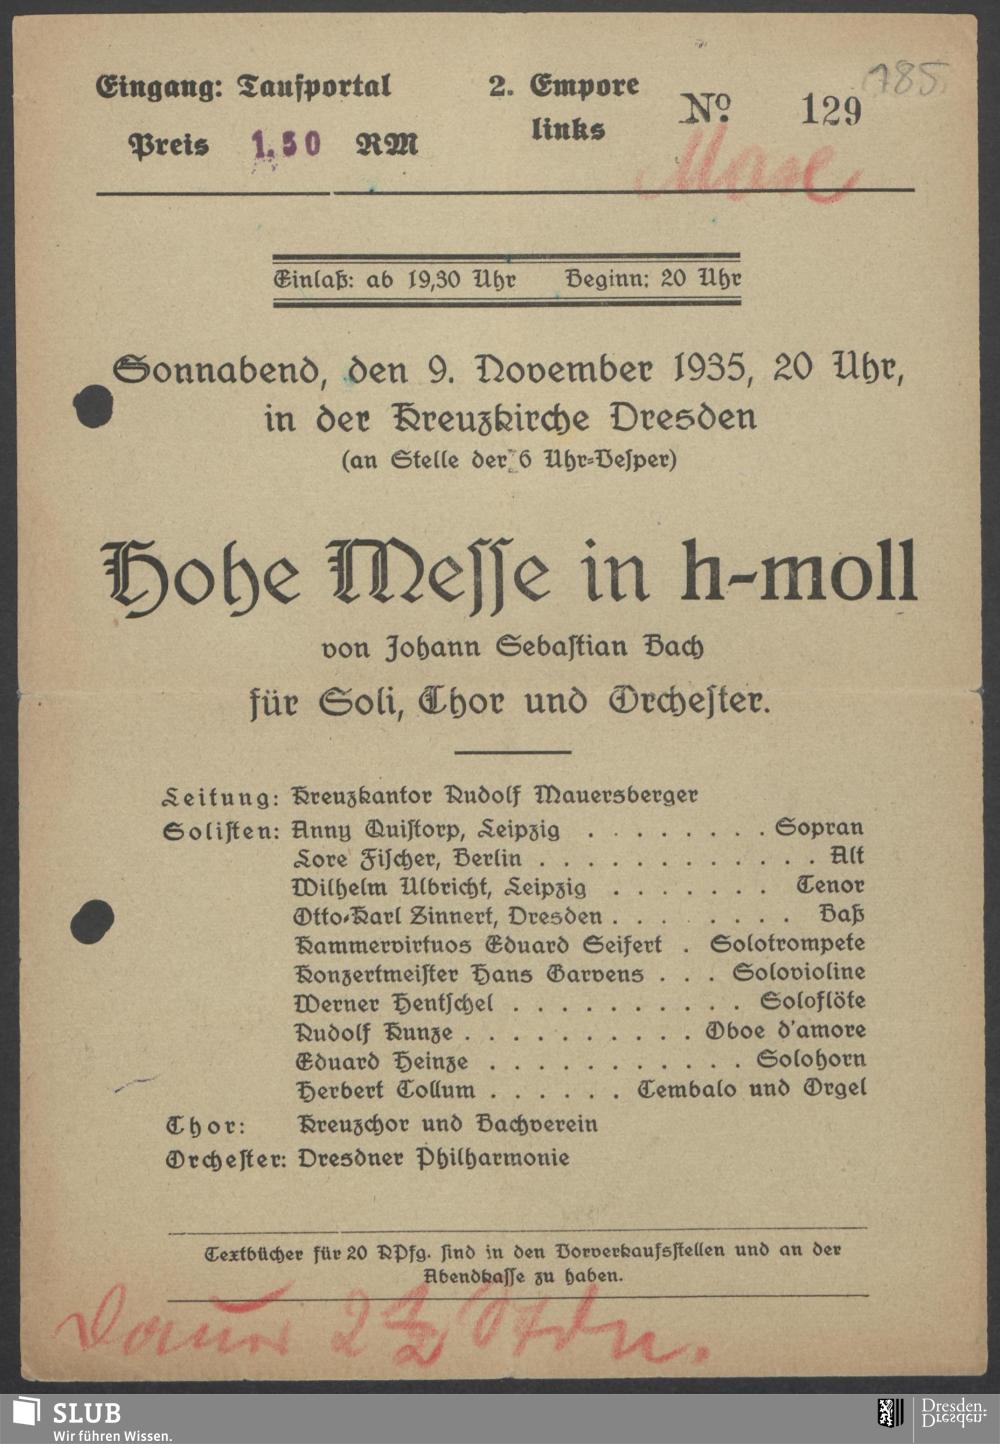 785
Eingang: Taufportal 2. Empore
links
No 129
Preis 1.50 RM
Einlaß: ab 19,30 Uhr Beginn: 20 Uhr
Sonnabend, den 9. November 1935, 20 Uhr,
in der Kreuzkirche Dresden
(an Stelle der 6 Uhr-Vesper)
Hohe Messe in h-moll
von Johann Sebastian Bach
für Soli, Chor und Orchester.
Leitung: Kreuzkantor Rudolf Mauersberger
Solisten: Anny Quistorp, Leipzig . . . . . . . . Sopran
Lore Fischer, Berlin . . . . . . . . . . . . . Alt
Wilhelm Ulbricht, Leipzig . . . . . . . Tenor
Otto-Karl Zinnert, Dresden . . . . . . . . Baß
Kammervirtuos Eduard Seifert . Solotrompete
Konzertmeister Hans Garvens . . . Solovioline
Werner Hentschel . . . . . . . . . . Soloflöte
Rudolf Kunze . . . . . . . . . . Oboe d'amore
Eduard Heinze . . . . . . . . . . . Solohorn
Herbert Collum . . . . . . Cembalo und Orgel
Chor: Kreuzchor und Bachverein
Orchester: Dresdner Philharmonie
Textbücher für 20 RPfg. sind in den Vorverkaufsstellen und an der
Abendkasse zu haben.
Dauer 2 1/2 Stdn.
SLUB
Wir führen Wissen.
Dresden.
Dresden.